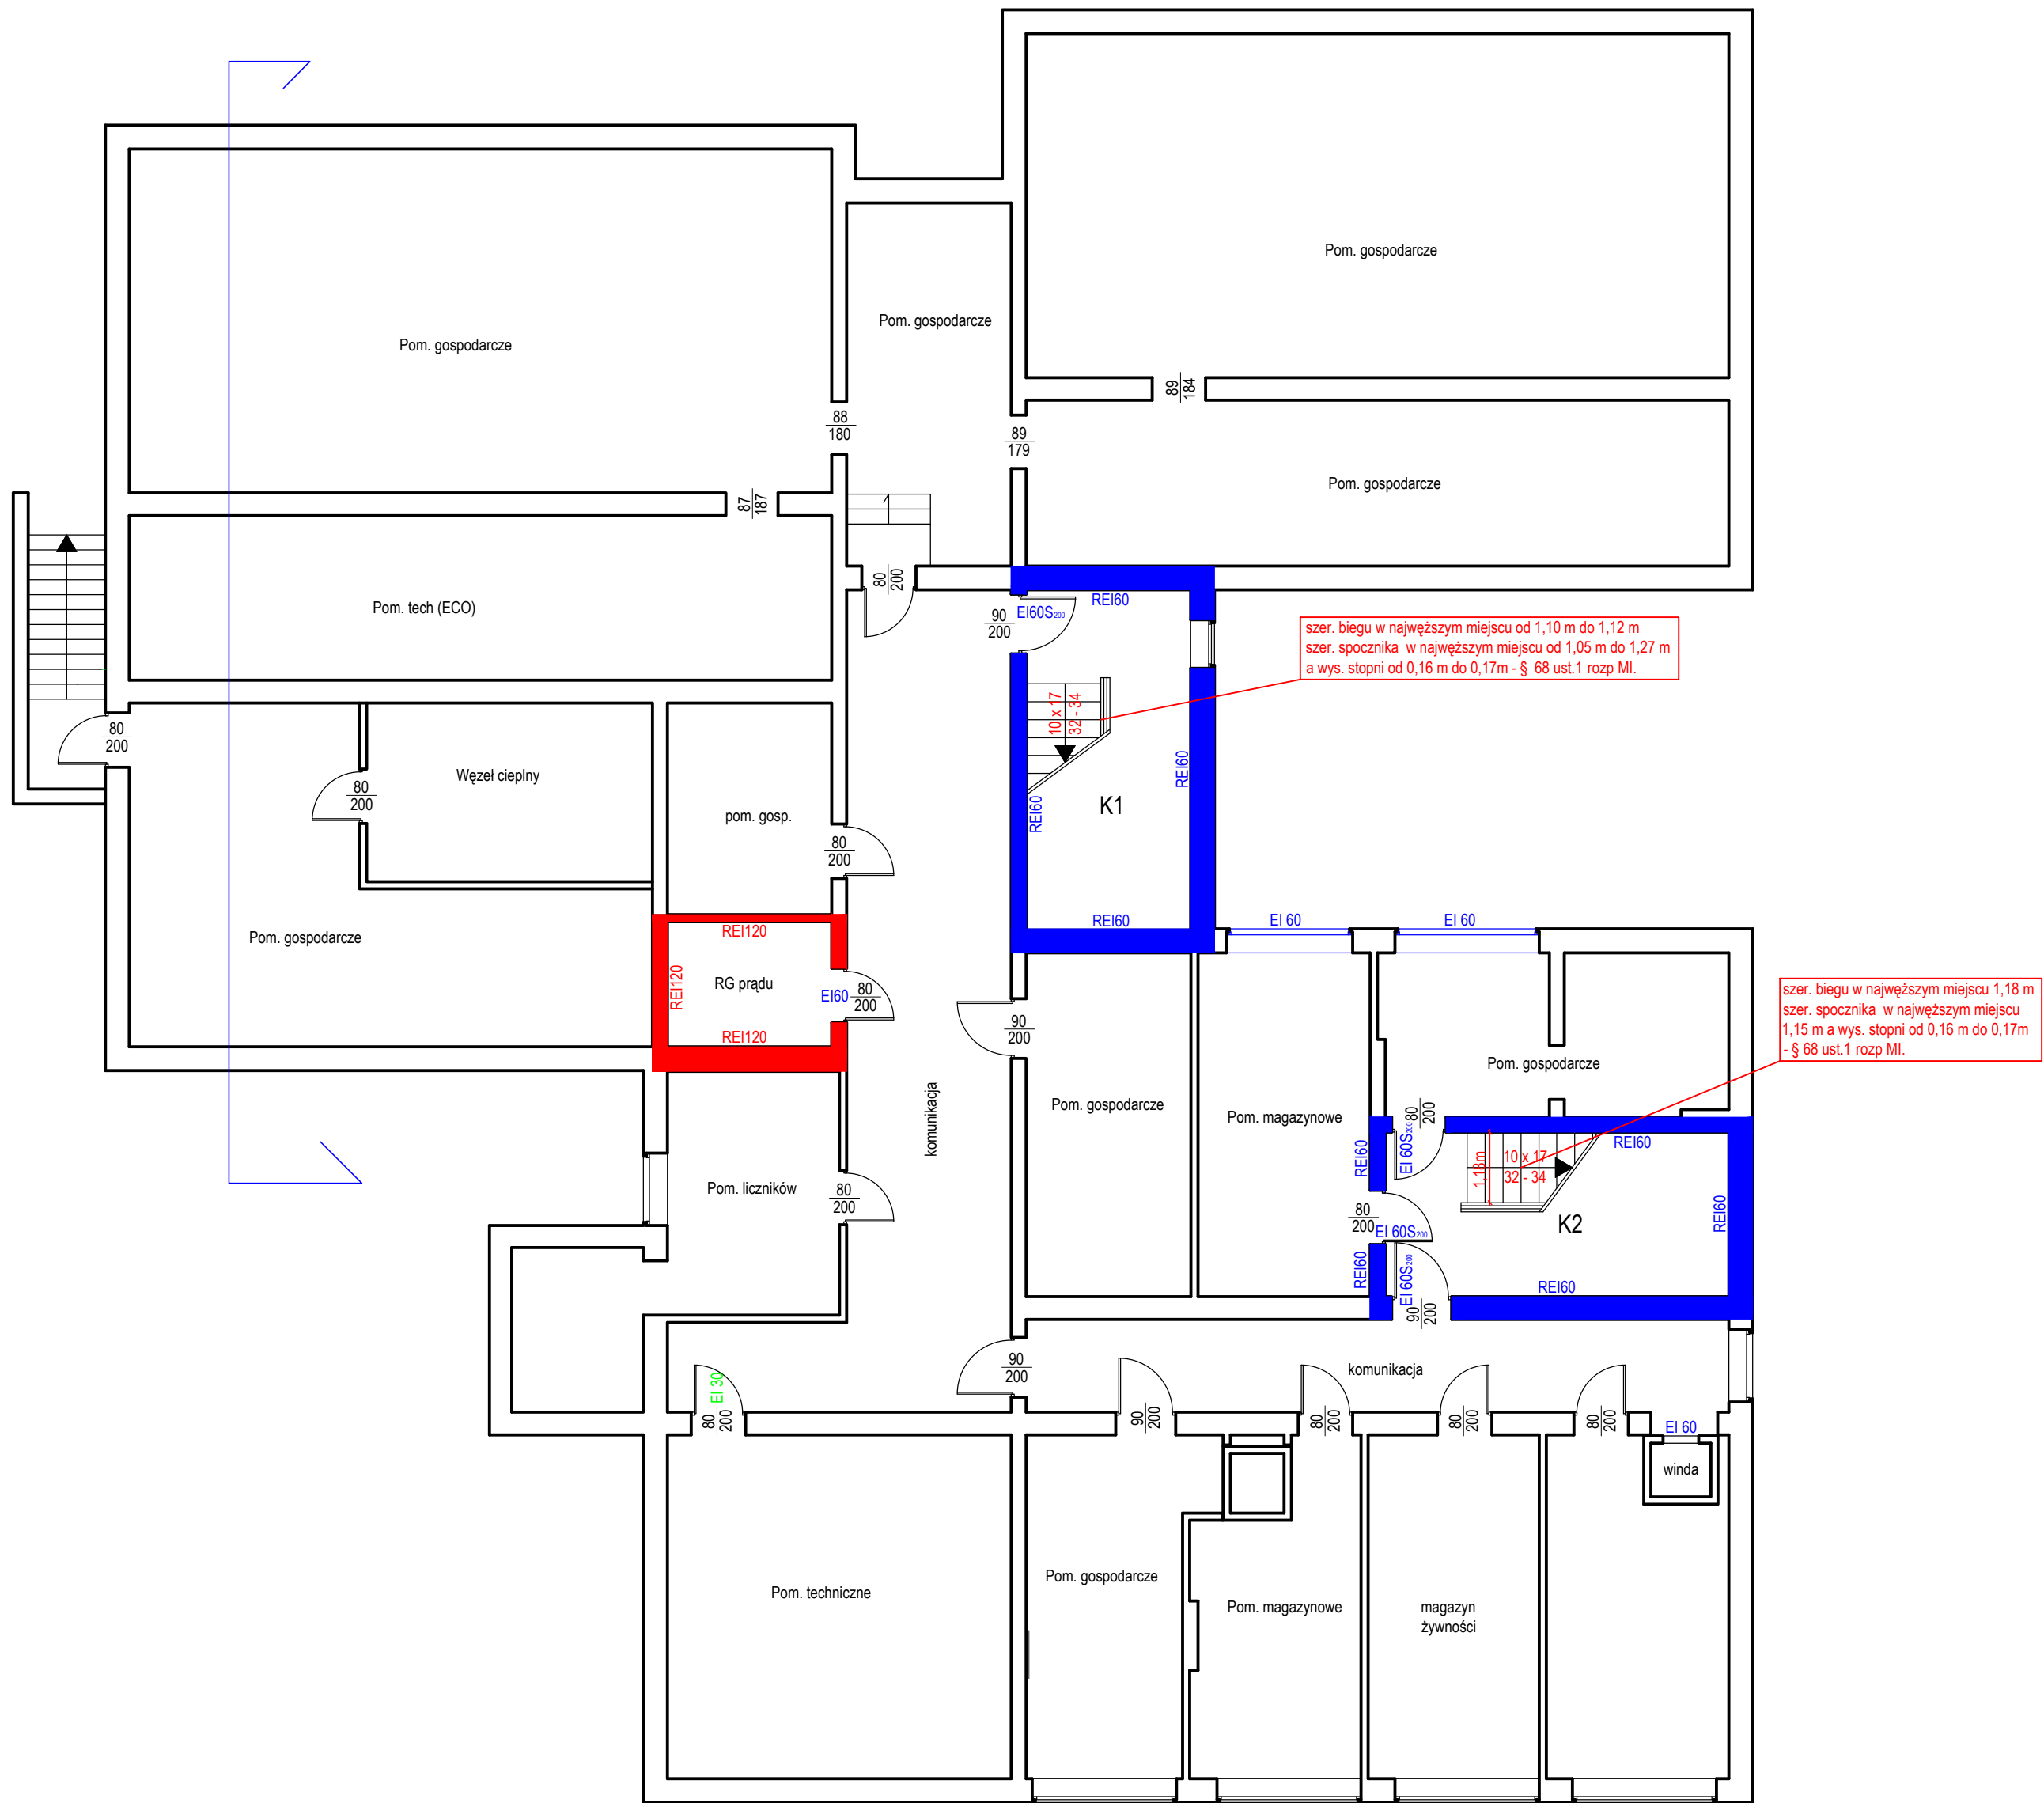 Pom. gospodarcze
Pom. gospodarcze
Pom. gospodarcze
89
184
88
180
89
179
Pom. gospodarcze
87
187
80
200
Pom. tech (ECO)
90
200
EI60S200
REI60
szer. biegu w najwęższym miejscu od 1,10 m do 1,12 m
szer. spocznika w najwęższym miejscu od 1,05 m do 1,27 m
a wys. stopni od 0,16 m do 0,17m - § 68 ust.1 rozp MI.
10 x 17
32 - 34
80
200
Węzeł cieplny
80
200
REI60
REI60
K1
pom. gosp.
80
200
REI60
EI 60
EI 60
Pom. gospodarcze
REI120
REI120
RG prądu
EI60
80
200
REI120
szer. biegu w najwęższym miejscu 1,18 m
szer. spocznika w najwęższym miejscu
1,15 m a wys. stopni od 0,16 m do 0,17m
- § 68 ust.1 rozp MI.
90
200
Pom. gospodarcze
komunikacja
Pom. gospodarcze
Pom. magazynowe
80
200
EI 60S200
REI60
REI60
1,18m
10 x 17
32 - 34
Pom. liczników
80
200
80
200
EI 60S200
K2
REI60
REI60
EI 60S200
REI60
90
200
90
200
komunikacja
EI 30
80
200
90
200
80
200
80
200
80
200
EI 60
winda
Pom. techniczne
Pom. gospodarcze
Pom. magazynowe
magazyn
żywności